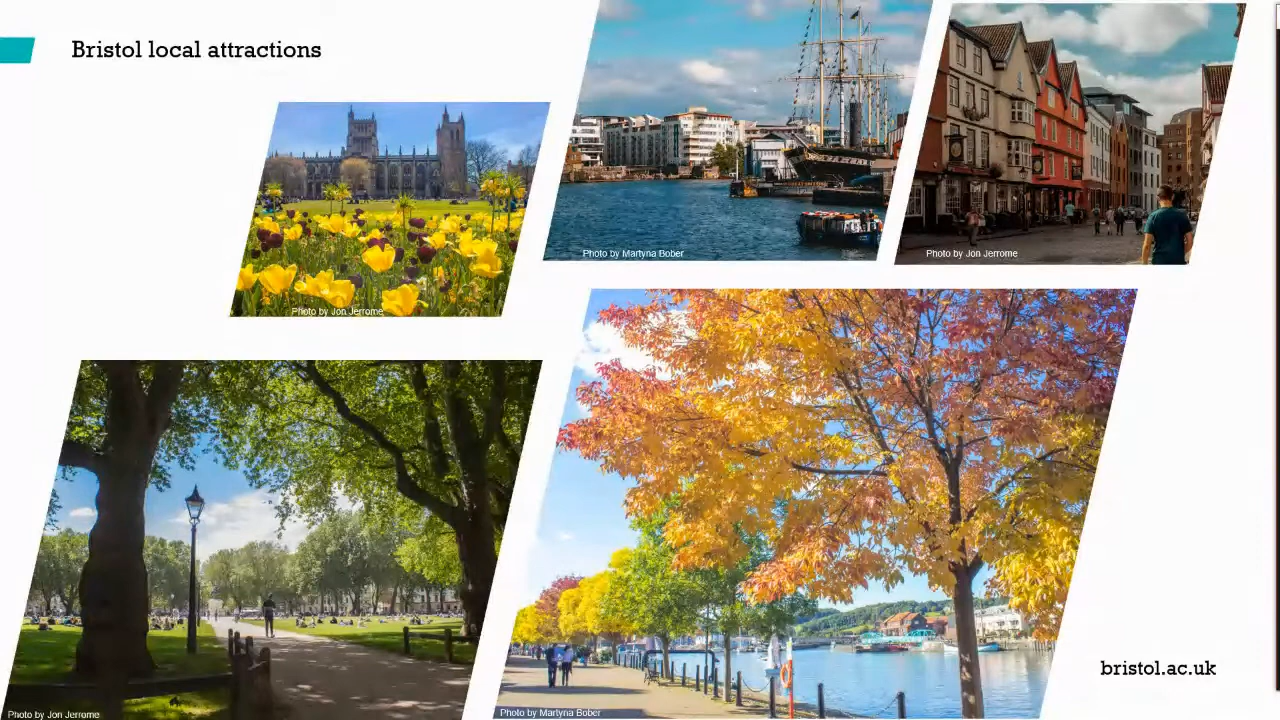 Bristol local attractions
Photo by Martyna Bober
Photo by Jon Jerrome
Photo by Jon Jerrome
Photo by Jon Jerrome
Photo by Martyna Bober
bristol.ac.uk